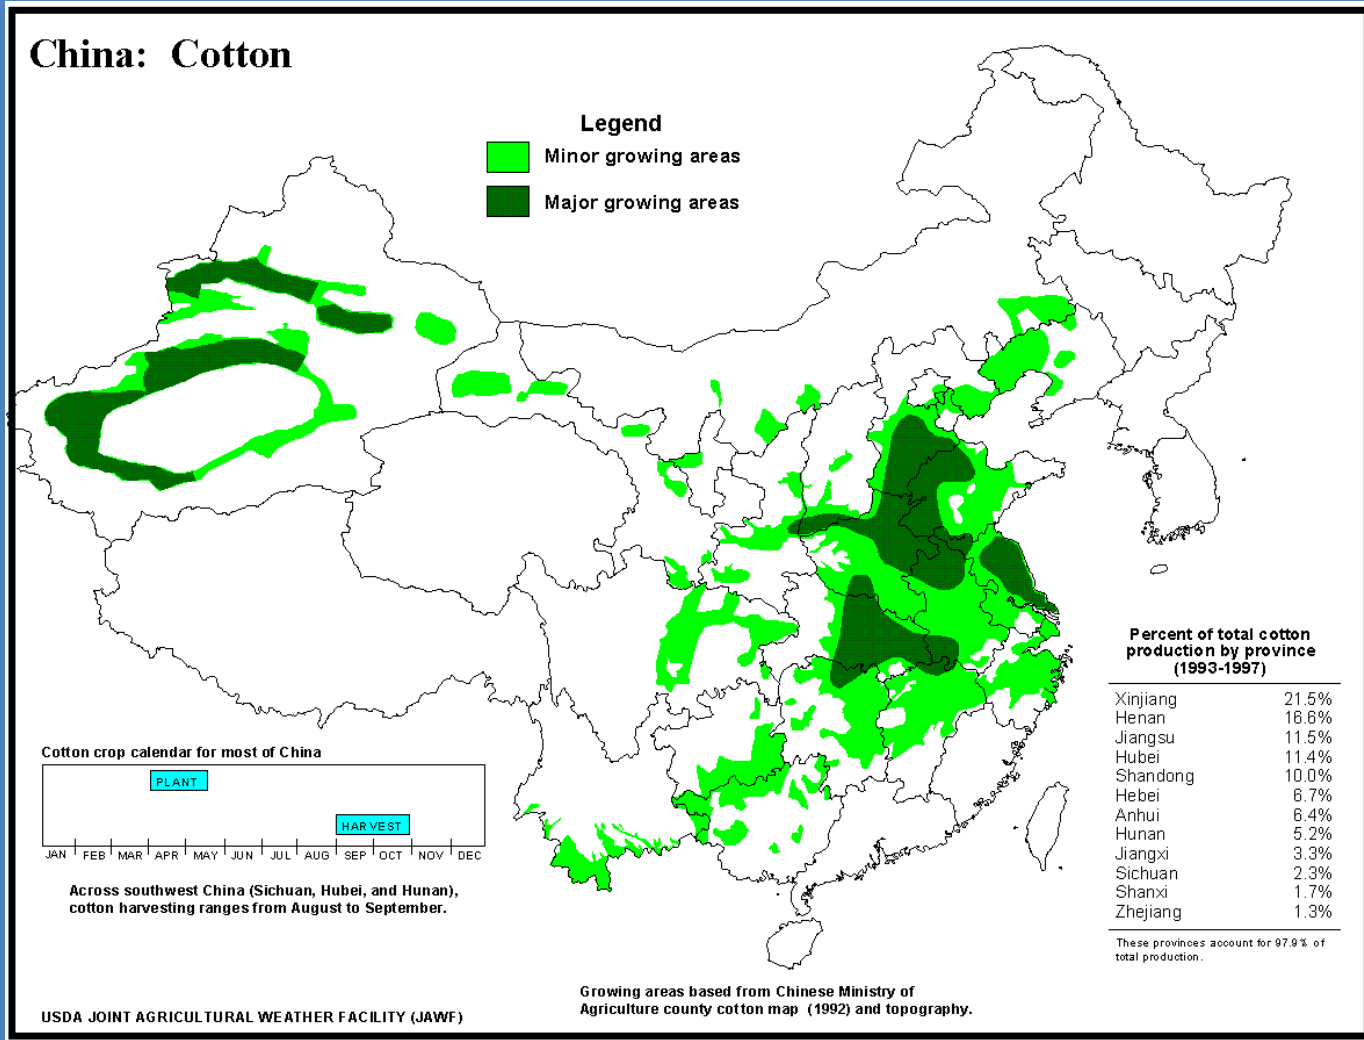 China:  Cotton
Legend
Minor growing areas
Major growing areas
Percent of total cotton
production by province
(1993-1997)
Xinjiang 21.5%
Henan 16.6%
Jiangsu 11.5%
Hubei 11.4%
Shandong 10.0%
Hebei 6.7%
Anhui 6.4%
Hunan 5.2%
Jiangxi 3.3%
Sichuan 2.3%
Shanxi 1.7%
Zhejiang 1.3%
These provinces account for 97.9% of
total production.
Cotton crop calendar for most of China
PLANT
HARVEST
JAN FEB MAR APR MAY JUN JUL AUG SEP OCT NOV DEC
Across southwest China (Sichuan, Hubei, and Hunan),
cotton harvesting ranges from August to September.
Growing areas based from Chinese Ministry of
Agriculture county cotton map (1992) and topography.
USDA JOINT AGRICULTURAL WEATHER FACILITY (JAWF)